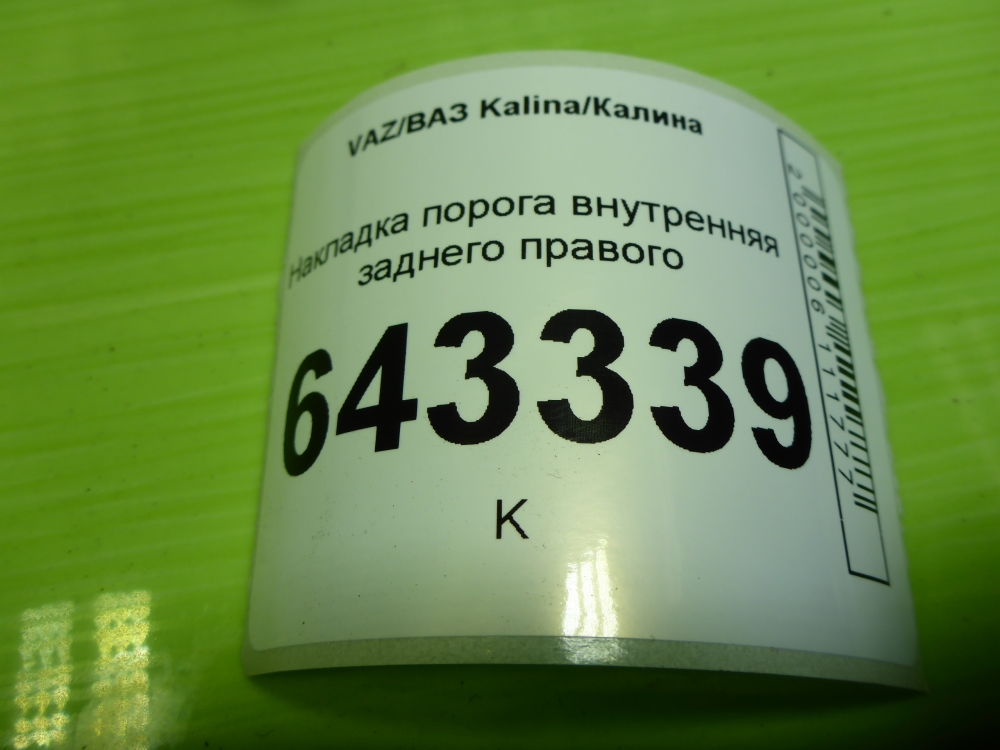 VAZ/ВАЗ Kalina/Калина
Накладка порога внутренняя
заднего правого
643339
К
2000006111777